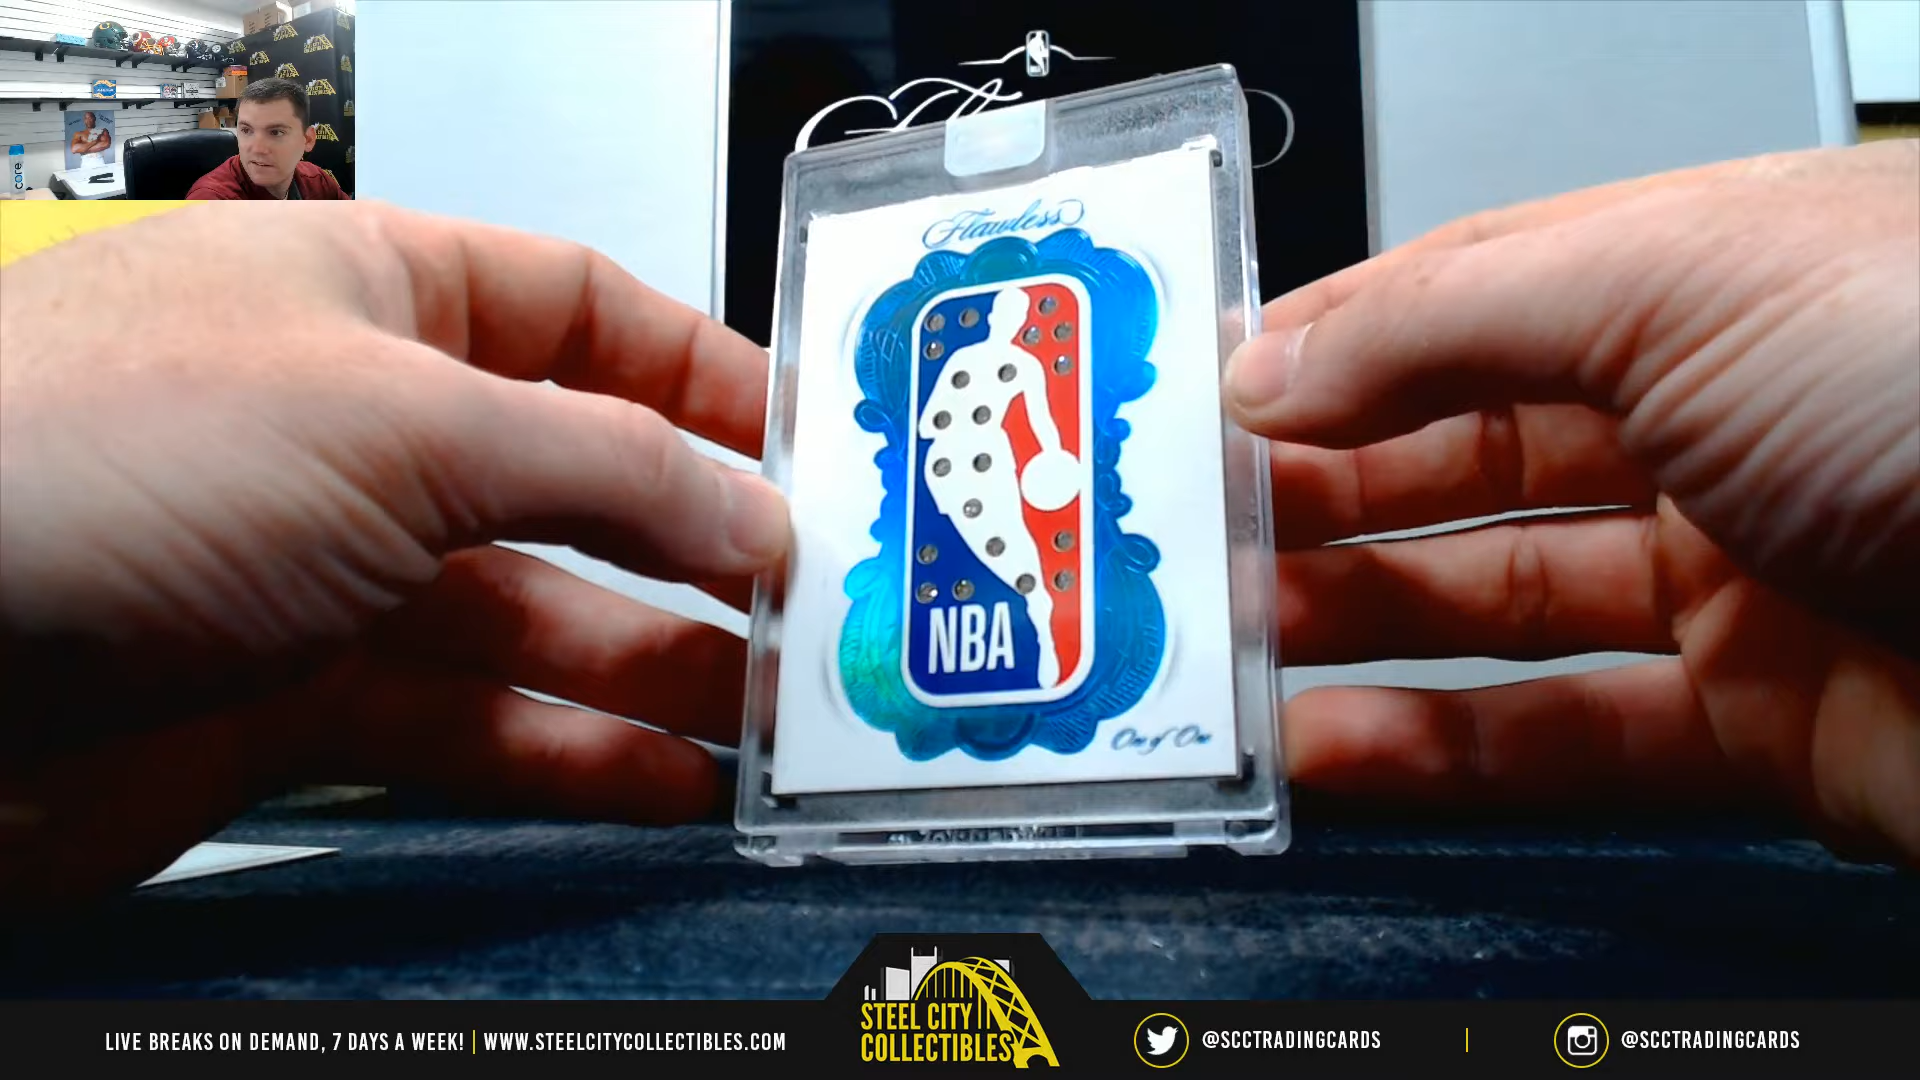 core
Flawless
NBA
One of One
STEEL CITY
COLLECTIBLES
LIVE BREAKS ON DEMAND, 7 DAYS A WEEK! | WWW.STEELCITYCOLLECTIBLES.COM
@SCCTRADINGCARDS
@SCCTRADINGCARDS